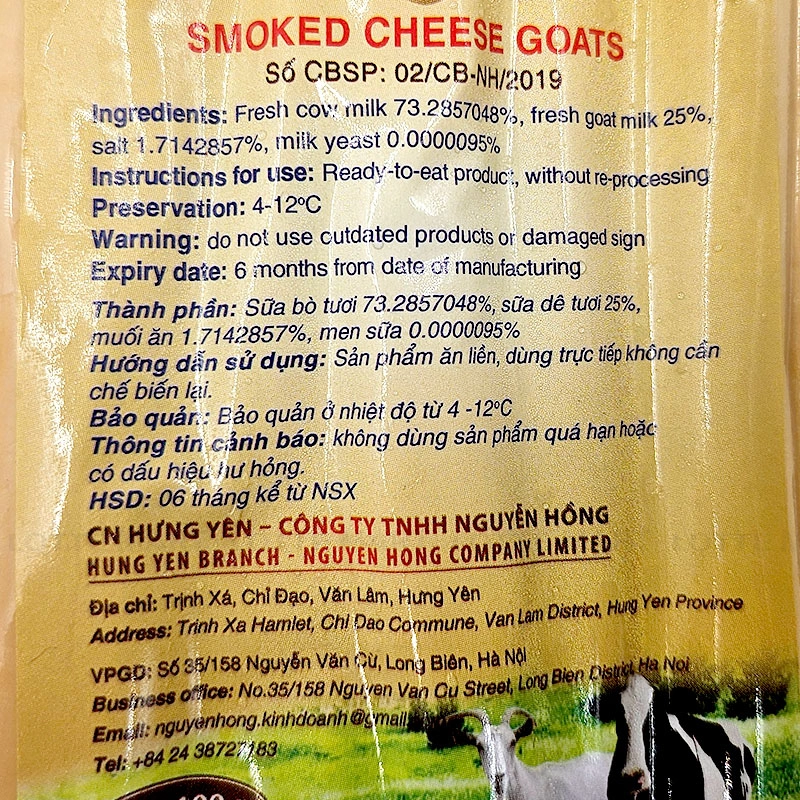 SMOKED CHEESE GOATS
Số CBSP: 02/CB-NH/2019
Ingredients: Fresh cow milk 73.2857048%, fresh goat milk 25%,
salt 1.7142857%, milk yeast 0.0000095%
Instructions for use: Ready-to-eat product, without re-processing
Preservation: 4-12ºC
Warning: do not use outdated products or damaged sign
Expiry date: 6 months from date of manufacturing
Thành phần: Sữa bò tươi 73.2857048%, sữa dê tươi 25%,
muối ăn 1.7142857%, men sữa 0.0000095%
Hướng dẫn sử dụng: Sản phẩm ăn liền, dùng trực tiếp không cần
chế biến lại.
Bảo quản: Bảo quản ở nhiệt độ từ 4 -12ºC
Thông tin cảnh báo: không dùng sản phẩm quá hạn hoặc
có dấu hiệu hư hỏng.
HSD: 06 tháng kể từ NSX
CN HƯNG YÊN – CÔNG TY TNHH NGUYÊN HỒNG
HUNG YEN BRANCH - NGUYEN HONG COMPANY LIMITED
Địa chỉ: Trịnh Xá, Chỉ Đạo, Văn Lâm, Hưng Yên
Address: Trinh Xa Hamlet, Chi Dao Commune, Van Lam District, Hung Yen Province
VPGD: Số 35/158 Nguyễn Văn Cừ, Long Biên, Hà Nội
Business office: No.35/158 Nguyen Van Cu Street, Long Bien District, Ha Noi
Email: nguyenhong.kinhdoanh@gmail
Tel: +84 24 38727183
100